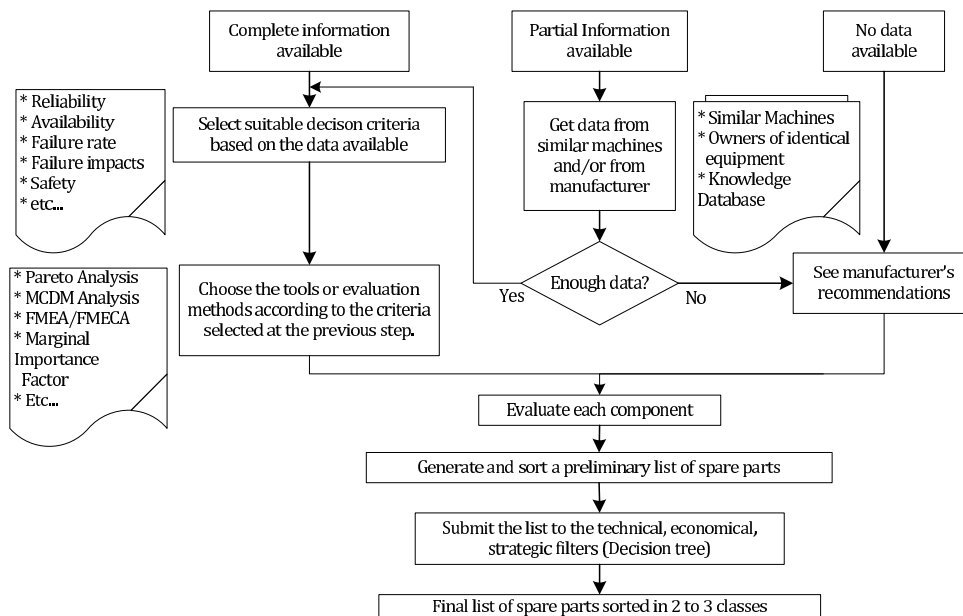 Complete information
available
Partial Information
available
No data
available
* Reliability
* Availability
* Failure rate
* Failure impacts
* Safety
* etc...
Select suitable decison criteria
based on the data available
Get data from
similar machines
and/or from
manufacturer
* Similar Machines
* Owners of identical
equipment
* Knowledge
Database
* Pareto Analysis
* MCDM Analysis
* FMEA/FMECA
* Marginal
Importance
Factor
* Etc...
Choose the tools or evaluation
methods according to the criteria
selected at the previous step.
Yes
Enough data?
No
See manufacturer's
recommendations
Evaluate each component
Generate and sort a preliminary list of spare parts
Submit the list to the technical, economical,
strategic filters (Decision tree)
Final list of spare parts sorted in 2 to 3 classes